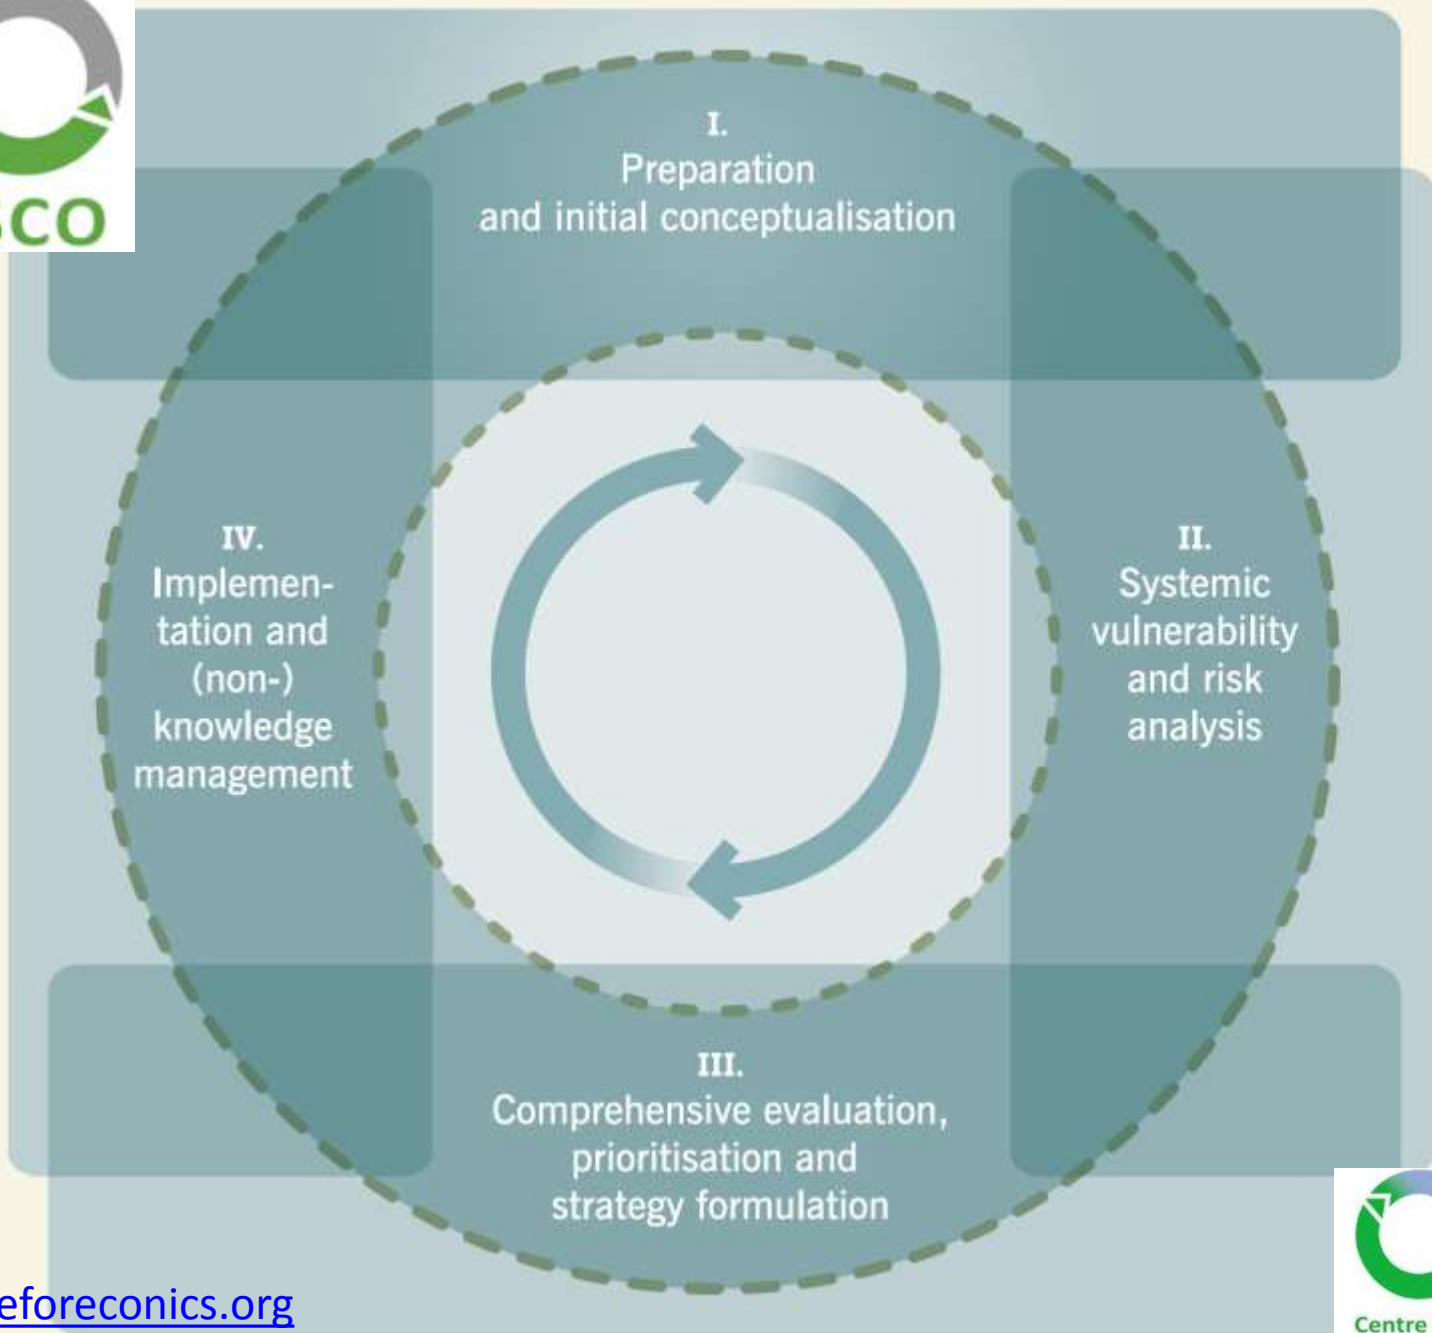 SCO
I.
Preparation
and initial conceptualisation
IV.
Implemen-
tation and
(non-)
knowledge
management
II.
Systemic
vulnerability
and risk
analysis
III.
Comprehensive evaluation,
prioritisation and
strategy formulation
eforeconics.org
Centre